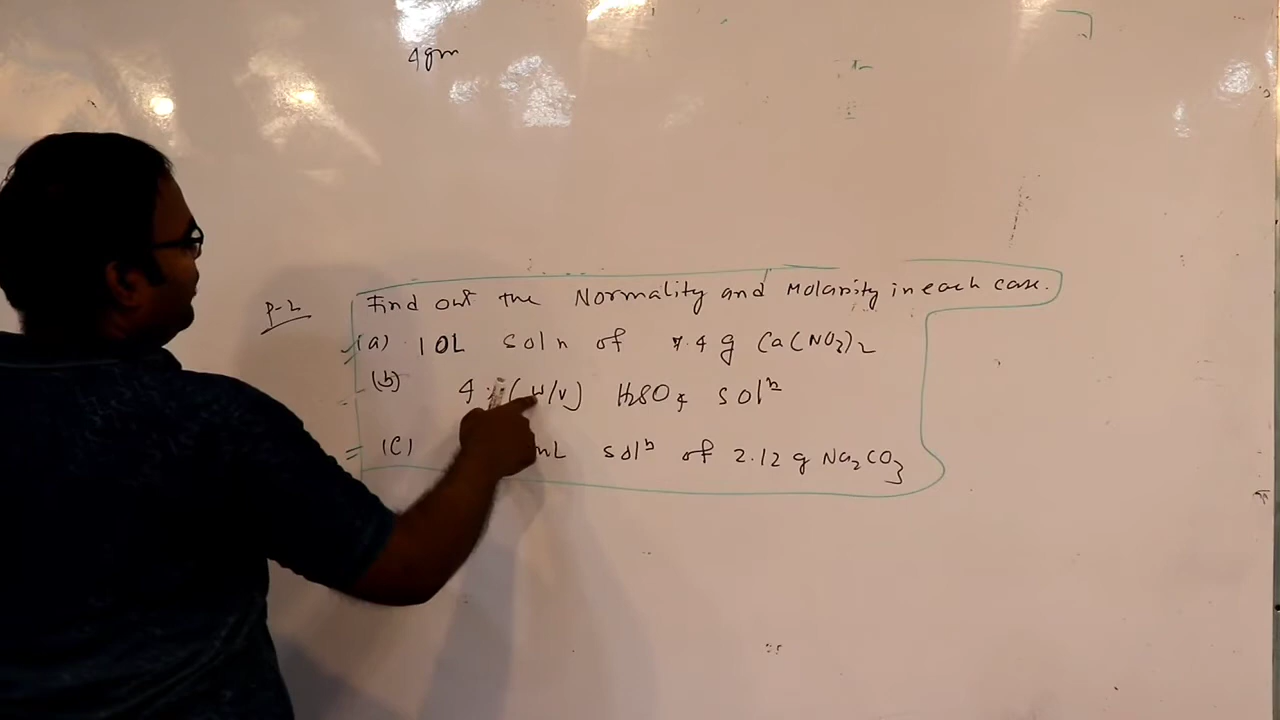 4gm
P-2
Find out the Normality and Molarity in each case.
(a) 10L soln of 7.4 g Ca(NO3)2
(b) 4 % (w/v) H2SO4 solⁿ
(c) mL solⁿ of 2.12 g Na2CO3